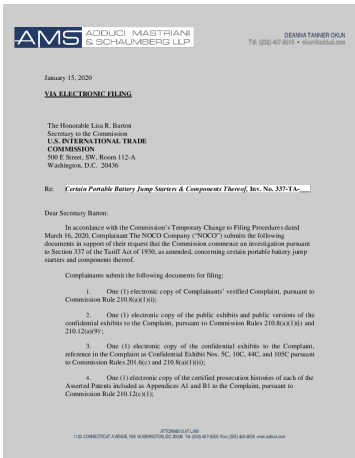 AMS ADDUCI MASTRIANI
& SCHAUMBERG LLP
DEANNA TANNER OKUN
January 15, 2020
VIA ELECTRONIC FILING
The Honorable Lisa R. Barton
Secretary to the Commission
U.S. INTERNATIONAL TRADE
COMMISSION
500 E Street, SW, Room 112-A
Washington, DC 20436
Re: Certain Portable Battery Jump Starters & Components Thereof, Inv. No. 337-TA-___
Dear Secretary Barton:
In accordance with the Commission's Temporary Change to Filing Procedures dated
March 16, 2020, Complainant The NOCO Company ("NOCO") submits the following
documents in support of their request that the Commission commence an investigation pursuant
to Section 337 of the Tariff Act of 1930, as amended, concerning certain portable battery jump
starters and components thereof.
Complainants submit the following documents for filing:
1. One (1) electronic copy of Complainants' verified Complaint, pursuant to
Commission Rule 210.8(a)(1)(i);
2. One (1) electronic copy of the public exhibits and public versions of the
confidential exhibits to the Complaint, pursuant to Commission Rules 210.8(a)(1)(i) and
210.12(a)(9);
3. One (1) electronic copy of the confidential exhibits to the Complaint,
reference in the Complaint as Confidential Exhibit Nos. 5C, 10C, 44C, and 105C pursuant
to Commission Rules 201.6(c) and 210.8(a)(1)(ii);
4. One (1) electronic copy of the certified prosecution histories of each of the
Asserted Patents included as Appendices A1 and B1 to the Complaint, pursuant to
Commission Rule 210.12(c)(1);
ATTORNEYS AT LAW